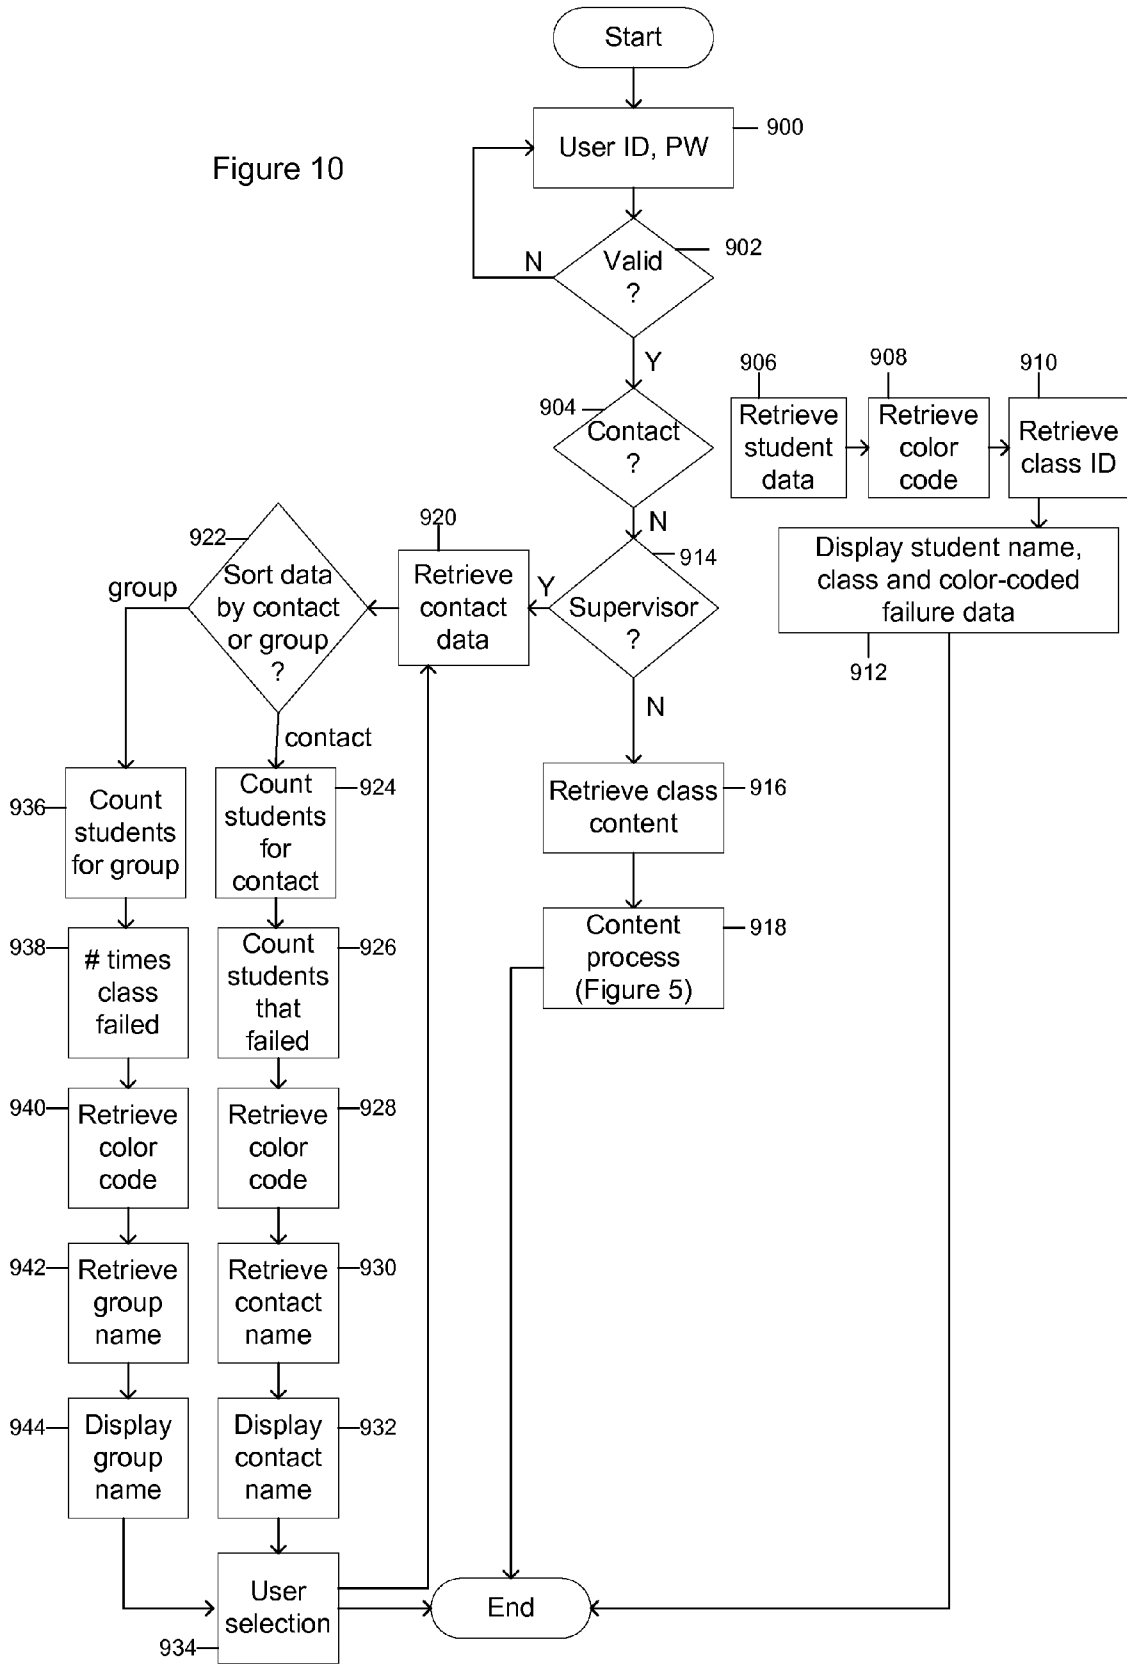 Start
User ID, PW
900
Figure 10
Valid
?
902
N
Y
904
Contact
?
906
Retrieve
student
data
908
Retrieve
color
code
910
Retrieve
class ID
N
Display student name,
class and color-coded
failure data
912
914
Supervisor
?
Y
920
Retrieve
contact
data
922
Sort data
by contact
or group
?
group
contact
N
Retrieve class
content
916
Content
process
(Figure 5)
918
936
Count
students
for group
924
Count
students
for
contact
938
# times
class
failed
926
Count
students
that
failed
940
Retrieve
color
code
928
Retrieve
color
code
942
Retrieve
group
name
930
Retrieve
contact
name
944
Display
group
name
932
Display
contact
name
User
selection
934
End